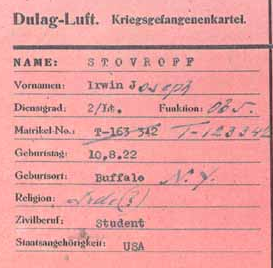 Dulag-Luft. Kriegsgefangenenkartei.
NAME: STOVROFF
Vornamen: Irwin Joseph
Dienstgrad: 2/Lt. Funktion: Obs.
Matrikel-No.: T-163 342 T-123342
Geburtstag: 10.8.22
Geburtsort: Buffalo N.Y.
Religion:
Zivilberuf: Student
Staatsangehörigkeit: USA